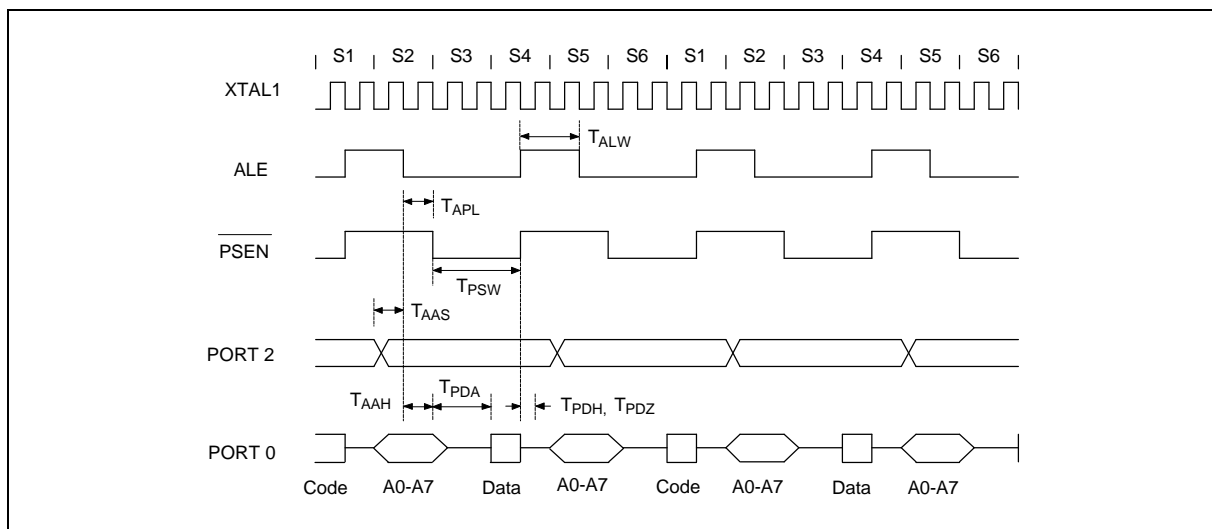 S1 S2 S3 S4 S5 S6 S1 S2 S3 S4 S5 S6
XTAL1
TALW
ALE
TAPL
PSEN
TPSW
TAAS
PORT 2
TAAH TPDA TPDH, TPDZ
PORT 0
Code A0-A7 Data A0-A7 Code A0-A7 Data A0-A7